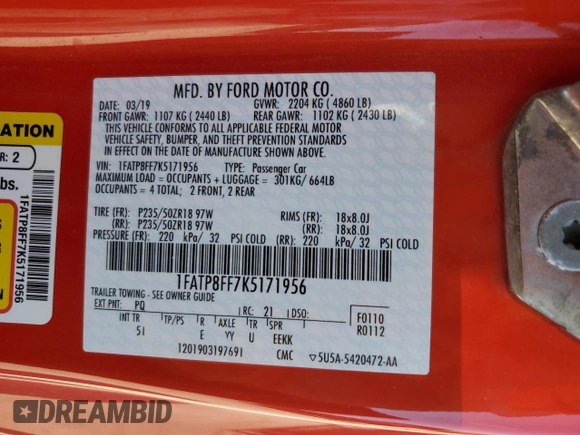 MFD. BY FORD MOTOR CO.
DATE: 03/19 GVWR: 2204 KG ( 4860 LB)
FRONT GAWR: 1107 KG ( 2440 LB) REAR GAWR: 1102 KG ( 2430 LB)
THIS VEHICLE CONFORMS TO ALL APPLICABLE FEDERAL MOTOR
VEHICLE SAFETY, BUMPER, AND THEFT PREVENTION STANDARDS
IN EFFECT ON THE DATE OF MANUFACTURE SHOWN ABOVE.
VIN: 1FATP8FF7K5171956 TYPE: Passenger Car
MAXIMUM LOAD = OCCUPANTS + LUGGAGE = 301KG/ 664LB
OCCUPANTS = 4 TOTAL; 2 FRONT, 2 REAR
TIRE (FR): P235/50ZR18 97W RIMS (FR): 18x8.0J
(RR): P235/50ZR18 97W (RR): 18x8.0J
PRESSURE (FR): 220 kPa/ 32 PSI COLD (RR): 220 kPa/ 32 PSI COLD
1FATP8FF7K5171956
TRAILER TOWING - SEE OWNER GUIDE
EXT PNT: PQ RC: 21 DSO: F0110
INT TR TP/PS R AXLE TR SPR R0112
5I E YY U EEKK
1201903197691 CMC ▽5U5A-5420472-AA
ATION
R: 2
bs.
1FATP8FF7K5171956
DREAMBID